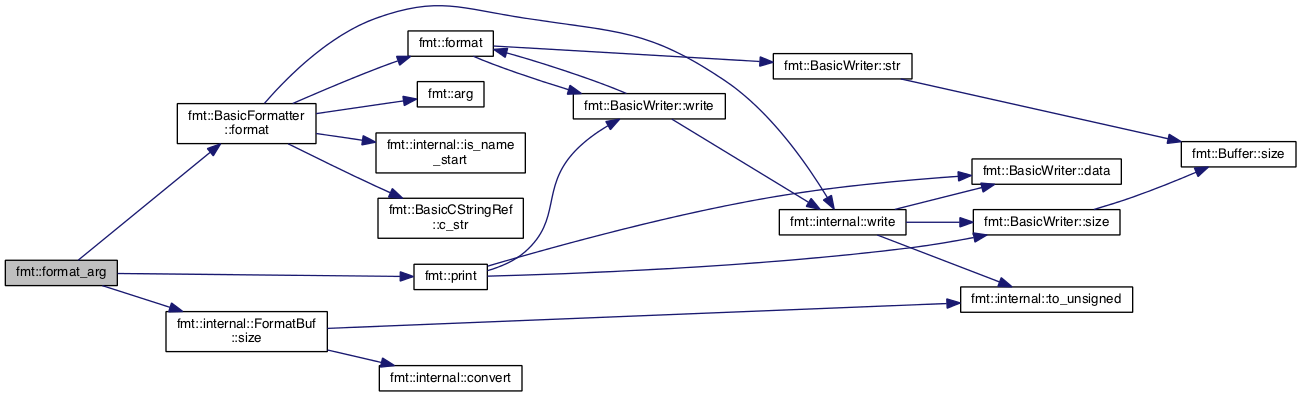 fmt::format_arg
fmt::BasicFormatter
::format
fmt::format
fmt::arg
fmt::internal::is_name
_start
fmt::BasicCStringRef
::c_str
fmt::print
fmt::internal::FormatBuf
::size
fmt::internal::convert
fmt::BasicWriter::write
fmt::BasicWriter::str
fmt::internal::write
fmt::BasicWriter::data
fmt::BasicWriter::size
fmt::internal::to_unsigned
fmt::Buffer::size